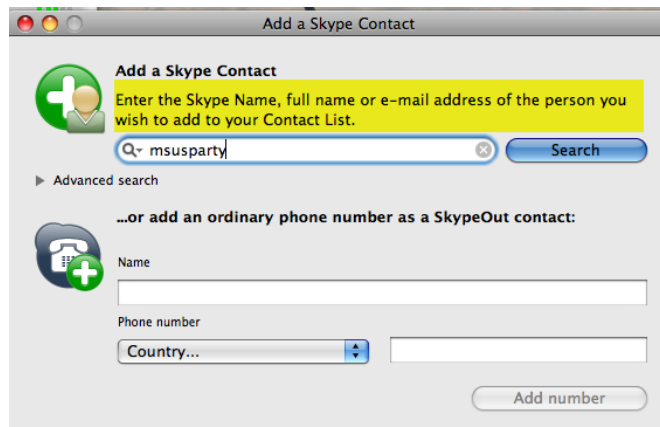 Add a Skype Contact
Add a Skype Contact
Enter the Skype Name, full name or e-mail address of the person you
wish to add to your Contact List.
msusparty
Search
Advanced search
...or add an ordinary phone number as a SkypeOut contact:
Name
Phone number
Country...
Add number